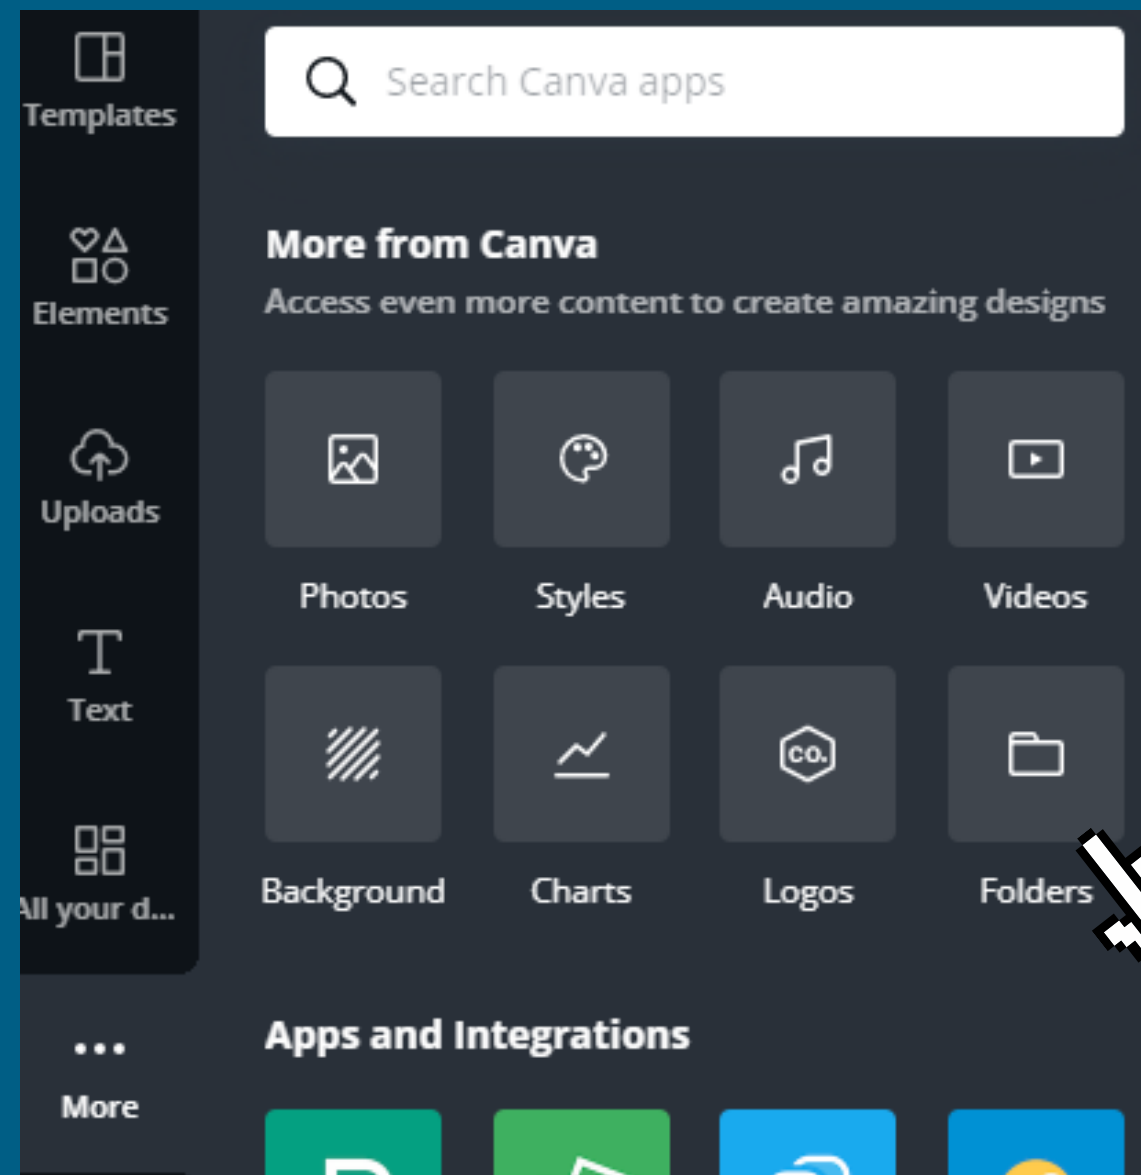 Templates
Elements
Uploads
Text
All your d...
More
Search Canva apps
More from Canva
Access even more content to create amazing designs
Photos Styles Audio Videos
CO.
Background Charts Logos Folders
Apps and Integrations